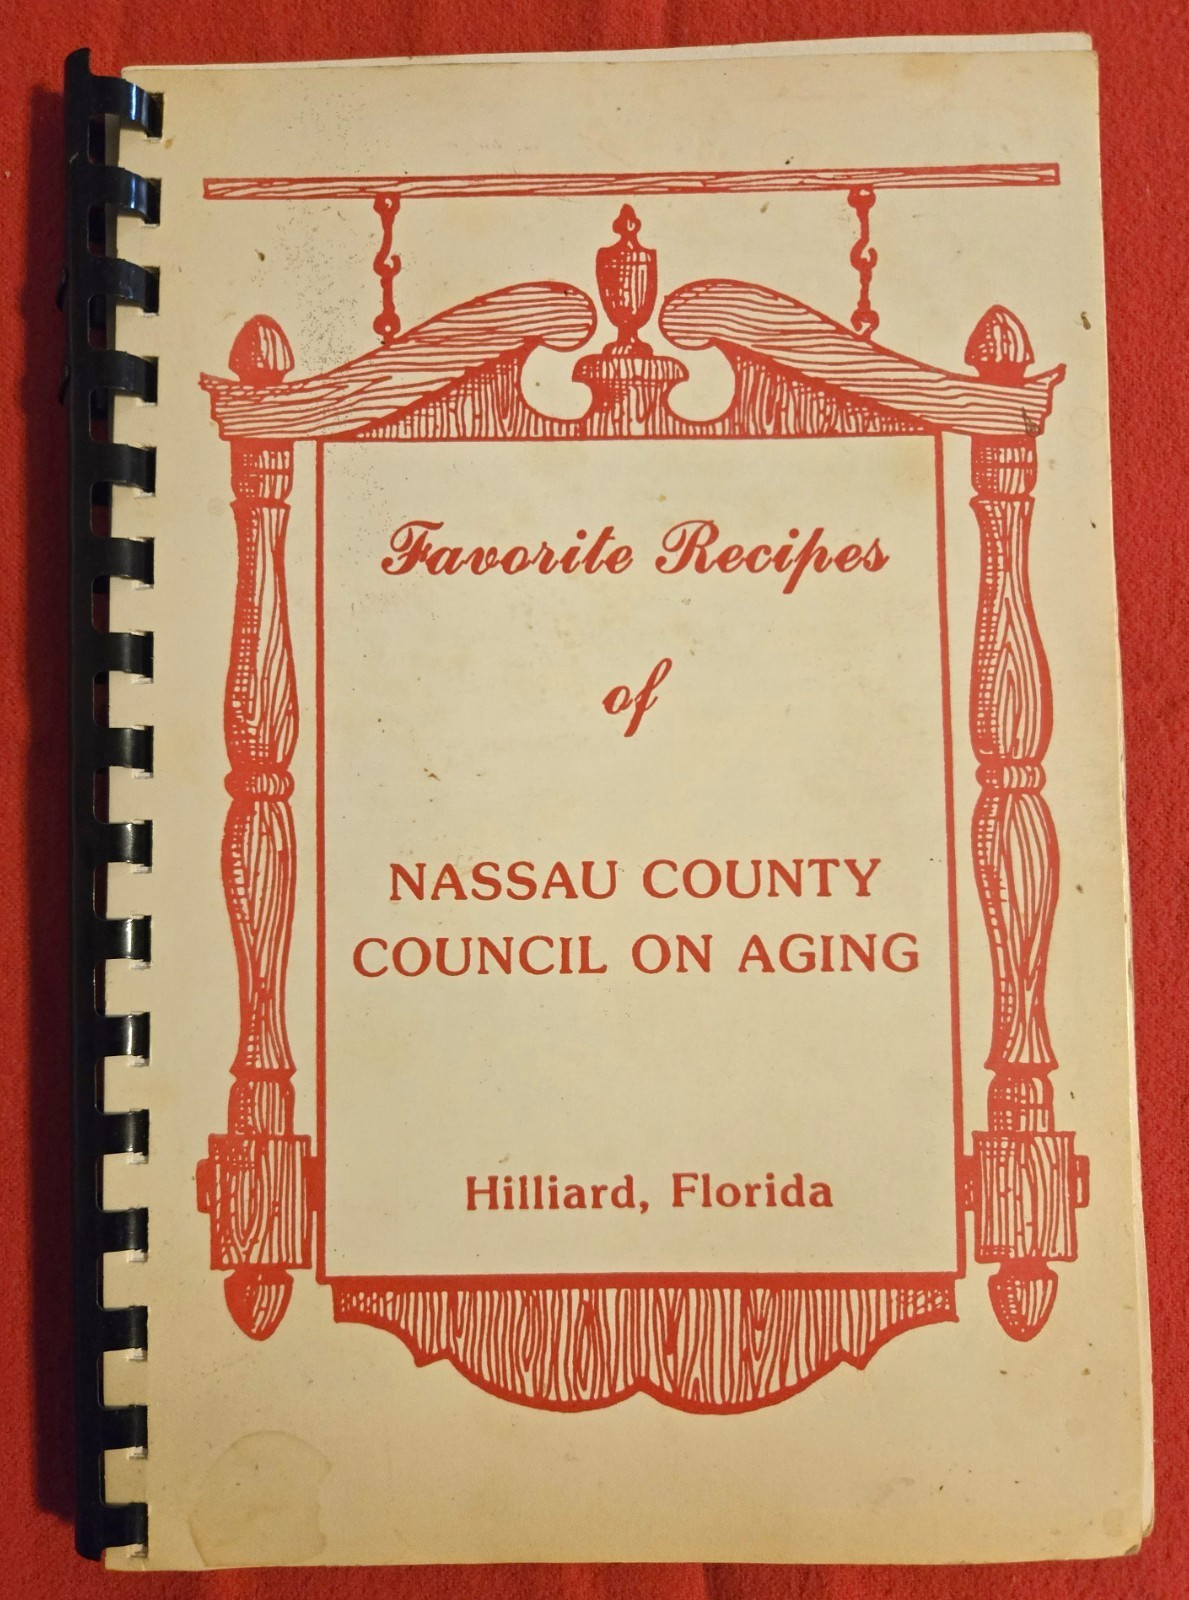 Favorite Recipes
of
NASSAU COUNTY
COUNCIL ON AGING
Hilliard, Florida